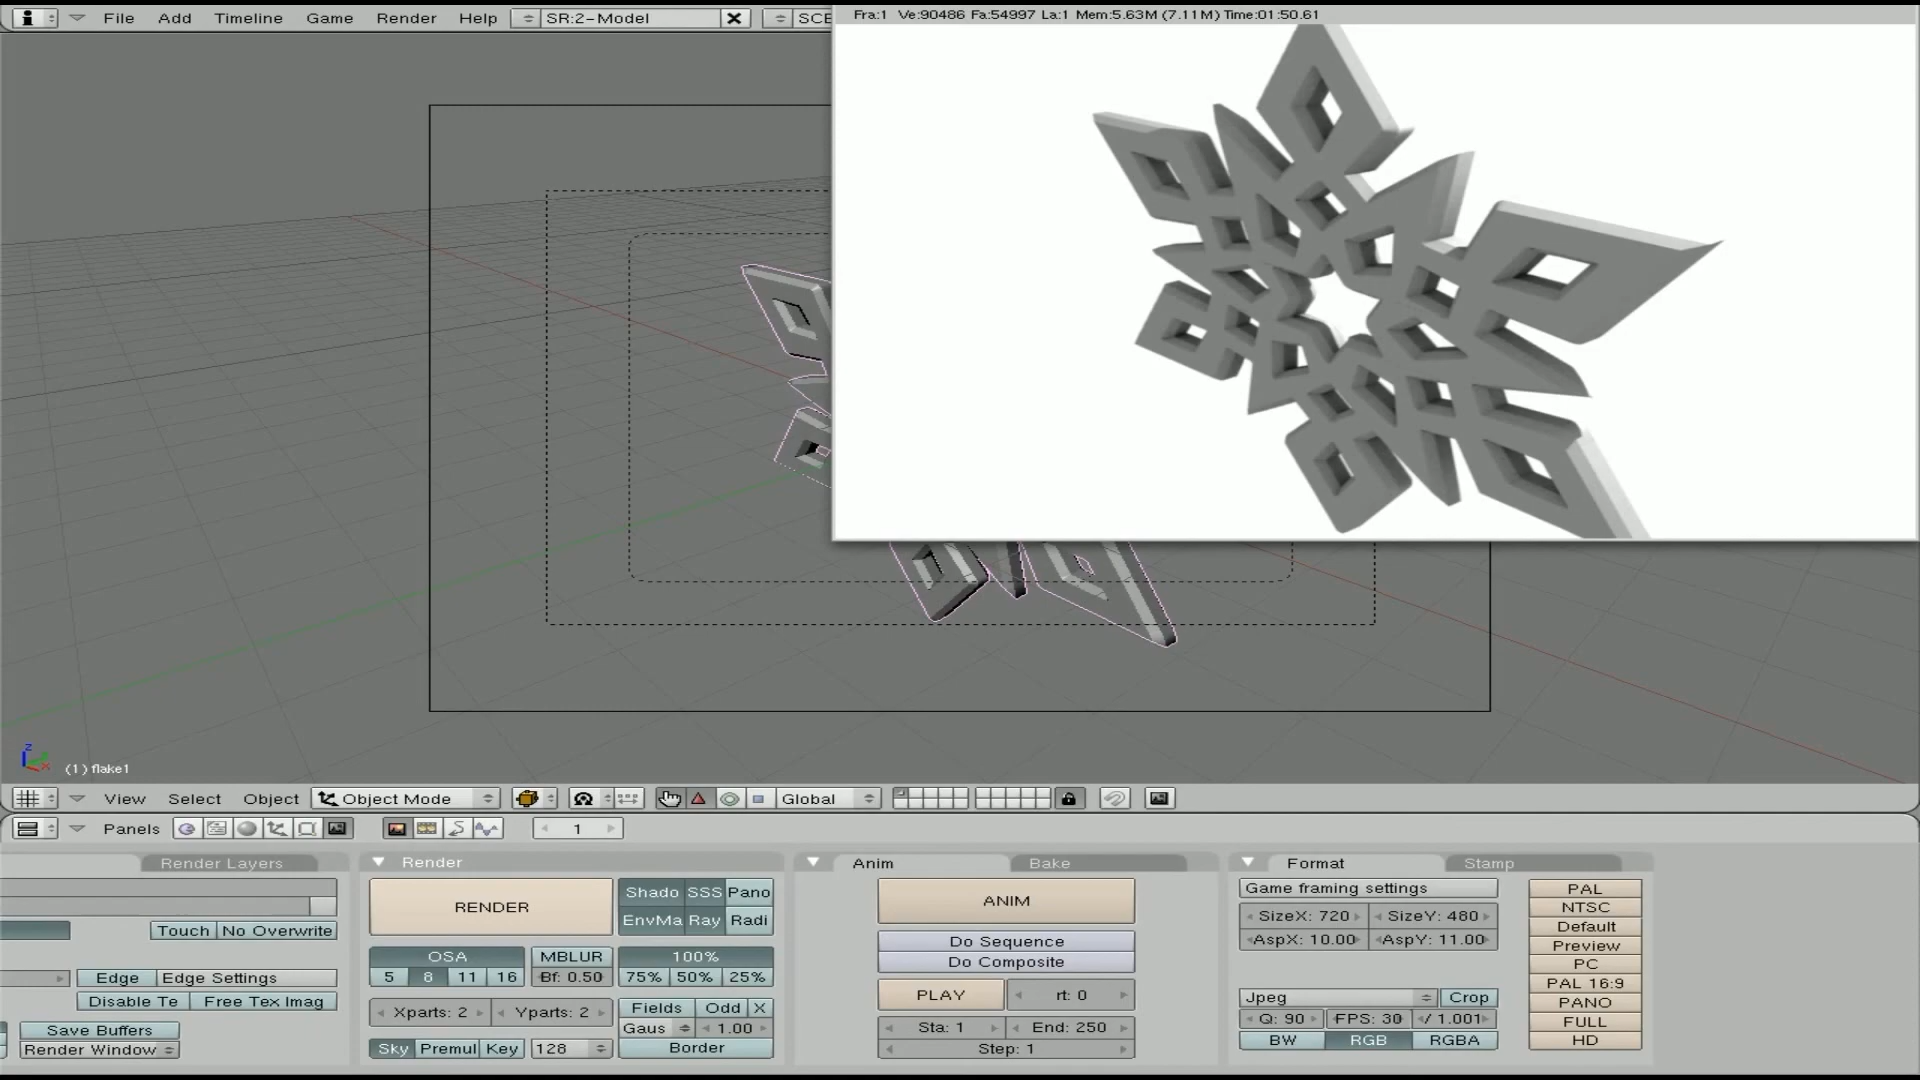 File Add Timeline Game Render Help SR:2-Model SCE
Fra:1 Ve:90486 Fa:54997 La:1 Mem:5.63M (7.11M) Time:01:50.61
(1) flake1
View Select Object Object Mode Global
Panels 1
Render Layers
Touch No Overwrite
Edge Edge Settings
Disable Te Free Tex Imag
Save Buffers
Render Window
Render
RENDER
Shado SSS Pano
EnvMa Ray Radi
OSA MBLUR 100%
5 8 11 16 Bf: 0.50 75% 50% 25%
Xparts: 2 Yparts: 2 Fields Odd X
Gaus 1.00
Sky Premul Key 128 Border
Anim Bake
ANIM
Do Sequence
Do Composite
PLAY rt: 0
Sta: 1 End: 250
Step: 1
Format Stamp
Game framing settings
SizeX: 720 SizeY: 480
AspX: 10.00 AspY: 11.00
Jpeg Crop
Q: 90 FPS: 30 / 1.001
BW RGB RGBA
PAL
NTSC
Default
Preview
PC
PAL 16:9
PANO
FULL
HD